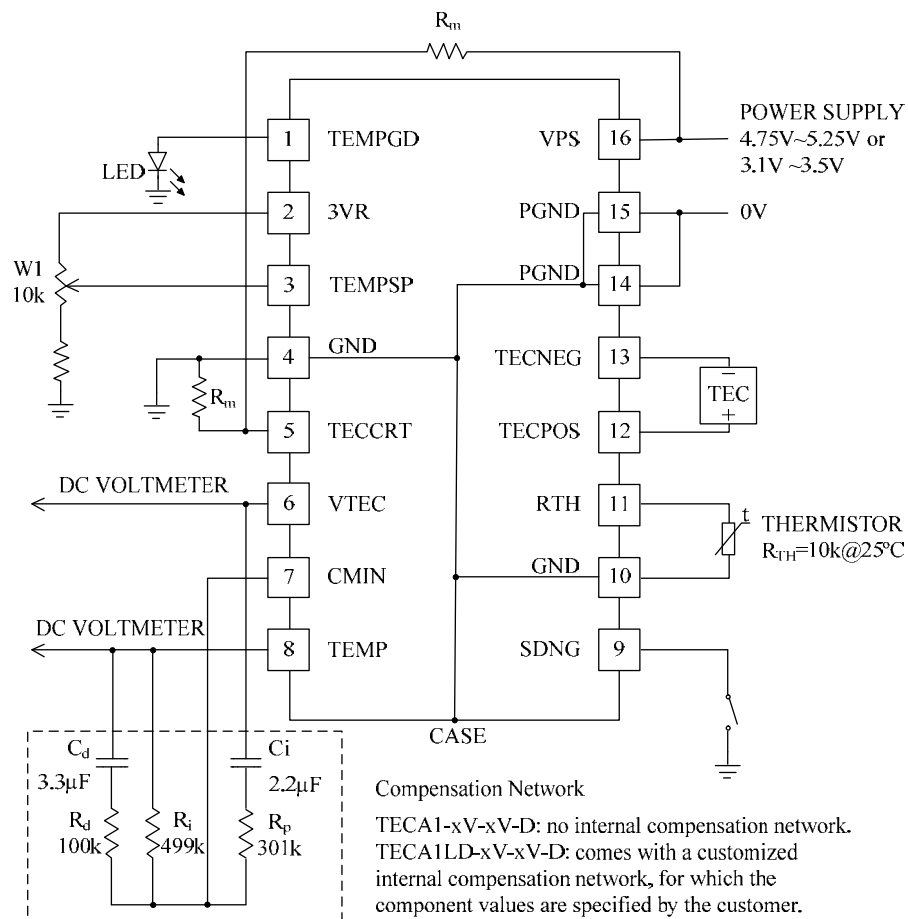 Rm
1 TEMPGD
VPS 16
POWER SUPPLY
4.75V~5.25V or
3.1V ~3.5V
LED
2 3VR
PGND 15
0V
W1
10k
3 TEMPSP
PGND 14
4 GND
TECNEG 13
−
TEC
+
Rm
5 TECCRT
TECPOS 12
DC VOLTMETER
6 VTEC
RTH 11
t
THERMISTOR
RTH=10k@25ºC
7 CMIN
GND 10
DC VOLTMETER
8 TEMP
SDNG 9
CASE
Cd
3.3μF
Ci
2.2μF
Rd
100k
Ri
499k
Rp
301k
Compensation Network
TECA1-xV-xV-D: no internal compensation network.
TECA1LD-xV-xV-D: comes with a customized
internal compensation network, for which the
component values are specified by the customer.